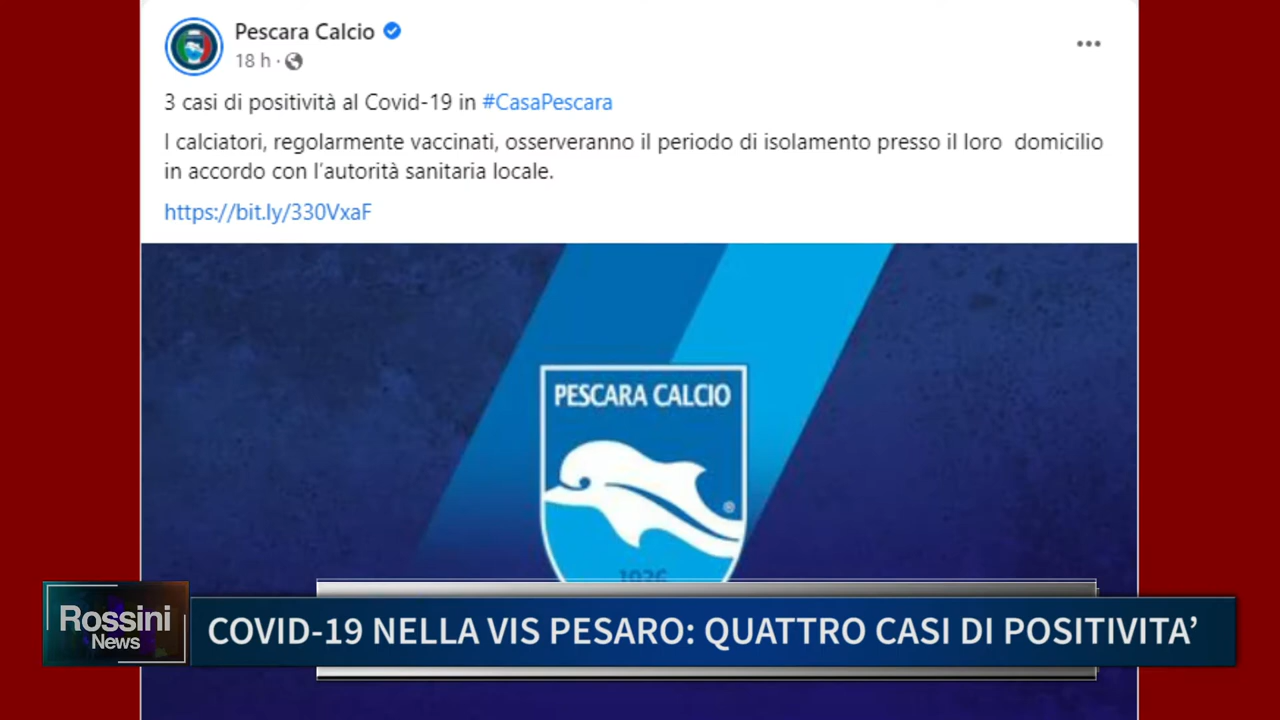 Pescara Calcio
18 h ·
3 casi di positività al Covid-19 in #CasaPescara
I calciatori, regolarmente vaccinati, osserveranno il periodo di isolamento presso il loro domicilio
in accordo con l'autorità sanitaria locale.
https://bit.ly/330VxaF
PESCARA CALCIO
®
1936
Rossini
News
COVID-19 NELLA VIS PESARO: QUATTRO CASI DI POSITIVITA'